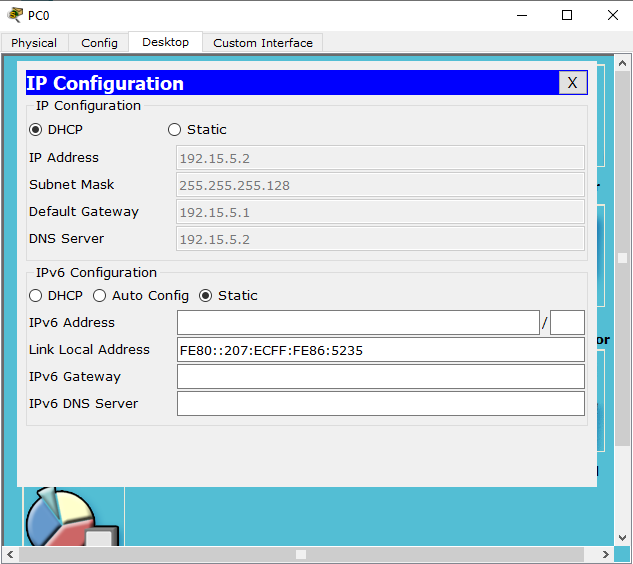 PC0
Physical Config Desktop Custom Interface
IP Configuration X
IP Configuration
DHCP Static
IP Address 192.15.5.2
Subnet Mask 255.255.255.128
Default Gateway 192.15.5.1
DNS Server 192.15.5.2
IPv6 Configuration
DHCP Auto Config Static
IPv6 Address /
Link Local Address FE80::207:ECFF:FE86:5235
IPv6 Gateway
IPv6 DNS Server